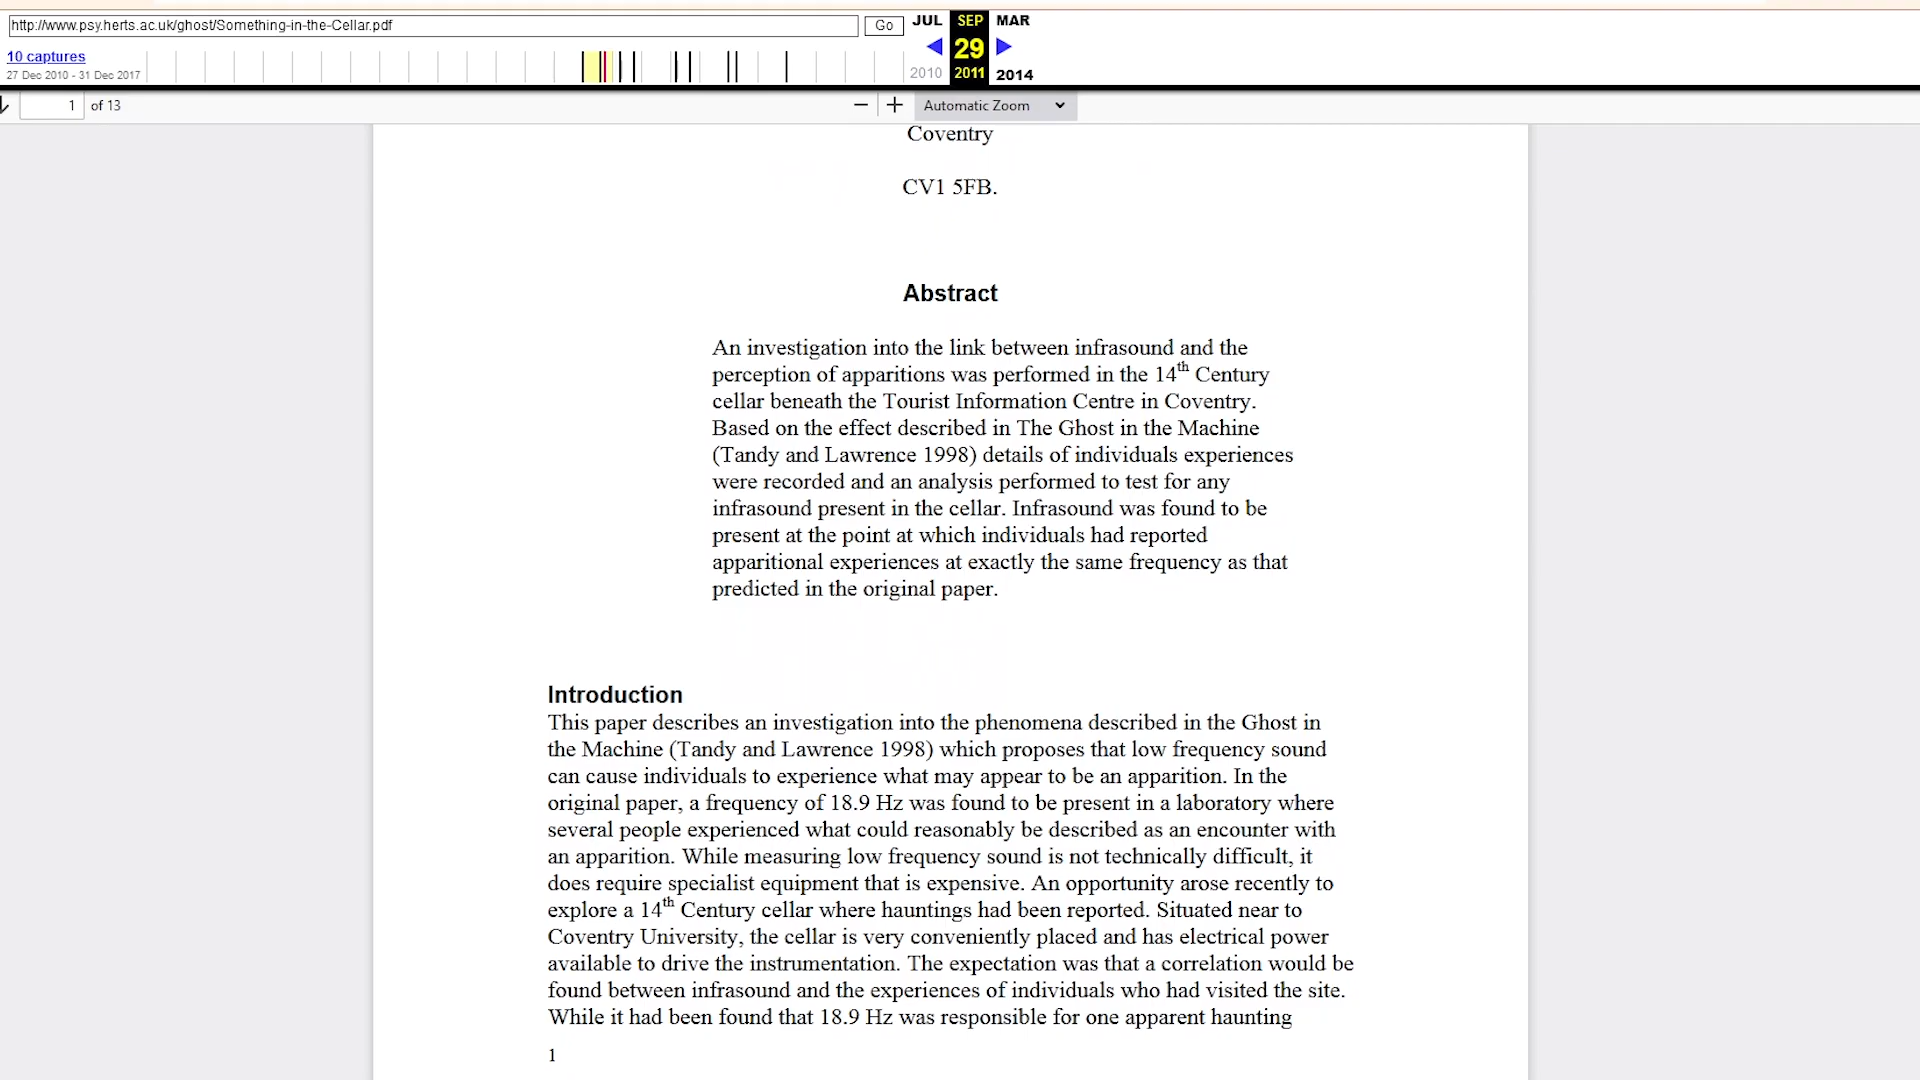 http://www.psy.herts.ac.uk/ghost/Something-in-the-Cellar.pdf Go JUL SEP MAR
10 captures 29
27 Dec 2010 - 31 Dec 2017 2010 2011 2014
1 of 13 Automatic Zoom
Coventry
CV1 5FB.
Abstract
An investigation into the link between infrasound and the
perception of apparitions was performed in the 14th Century
cellar beneath the Tourist Information Centre in Coventry.
Based on the effect described in The Ghost in the Machine
(Tandy and Lawrence 1998) details of individuals experiences
were recorded and an analysis performed to test for any
infrasound present in the cellar. Infrasound was found to be
present at the point at which individuals had reported
apparitional experiences at exactly the same frequency as that
predicted in the original paper.
Introduction
This paper describes an investigation into the phenomena described in the Ghost in
the Machine (Tandy and Lawrence 1998) which proposes that low frequency sound
can cause individuals to experience what may appear to be an apparition. In the
original paper, a frequency of 18.9 Hz was found to be present in a laboratory where
several people experienced what could reasonably be described as an encounter with
an apparition. While measuring low frequency sound is not technically difficult, it
does require specialist equipment that is expensive. An opportunity arose recently to
explore a 14th Century cellar where hauntings had been reported. Situated near to
Coventry University, the cellar is very conveniently placed and has electrical power
available to drive the instrumentation. The expectation was that a correlation would be
found between infrasound and the experiences of individuals who had visited the site.
While it had been found that 18.9 Hz was responsible for one apparent haunting
1